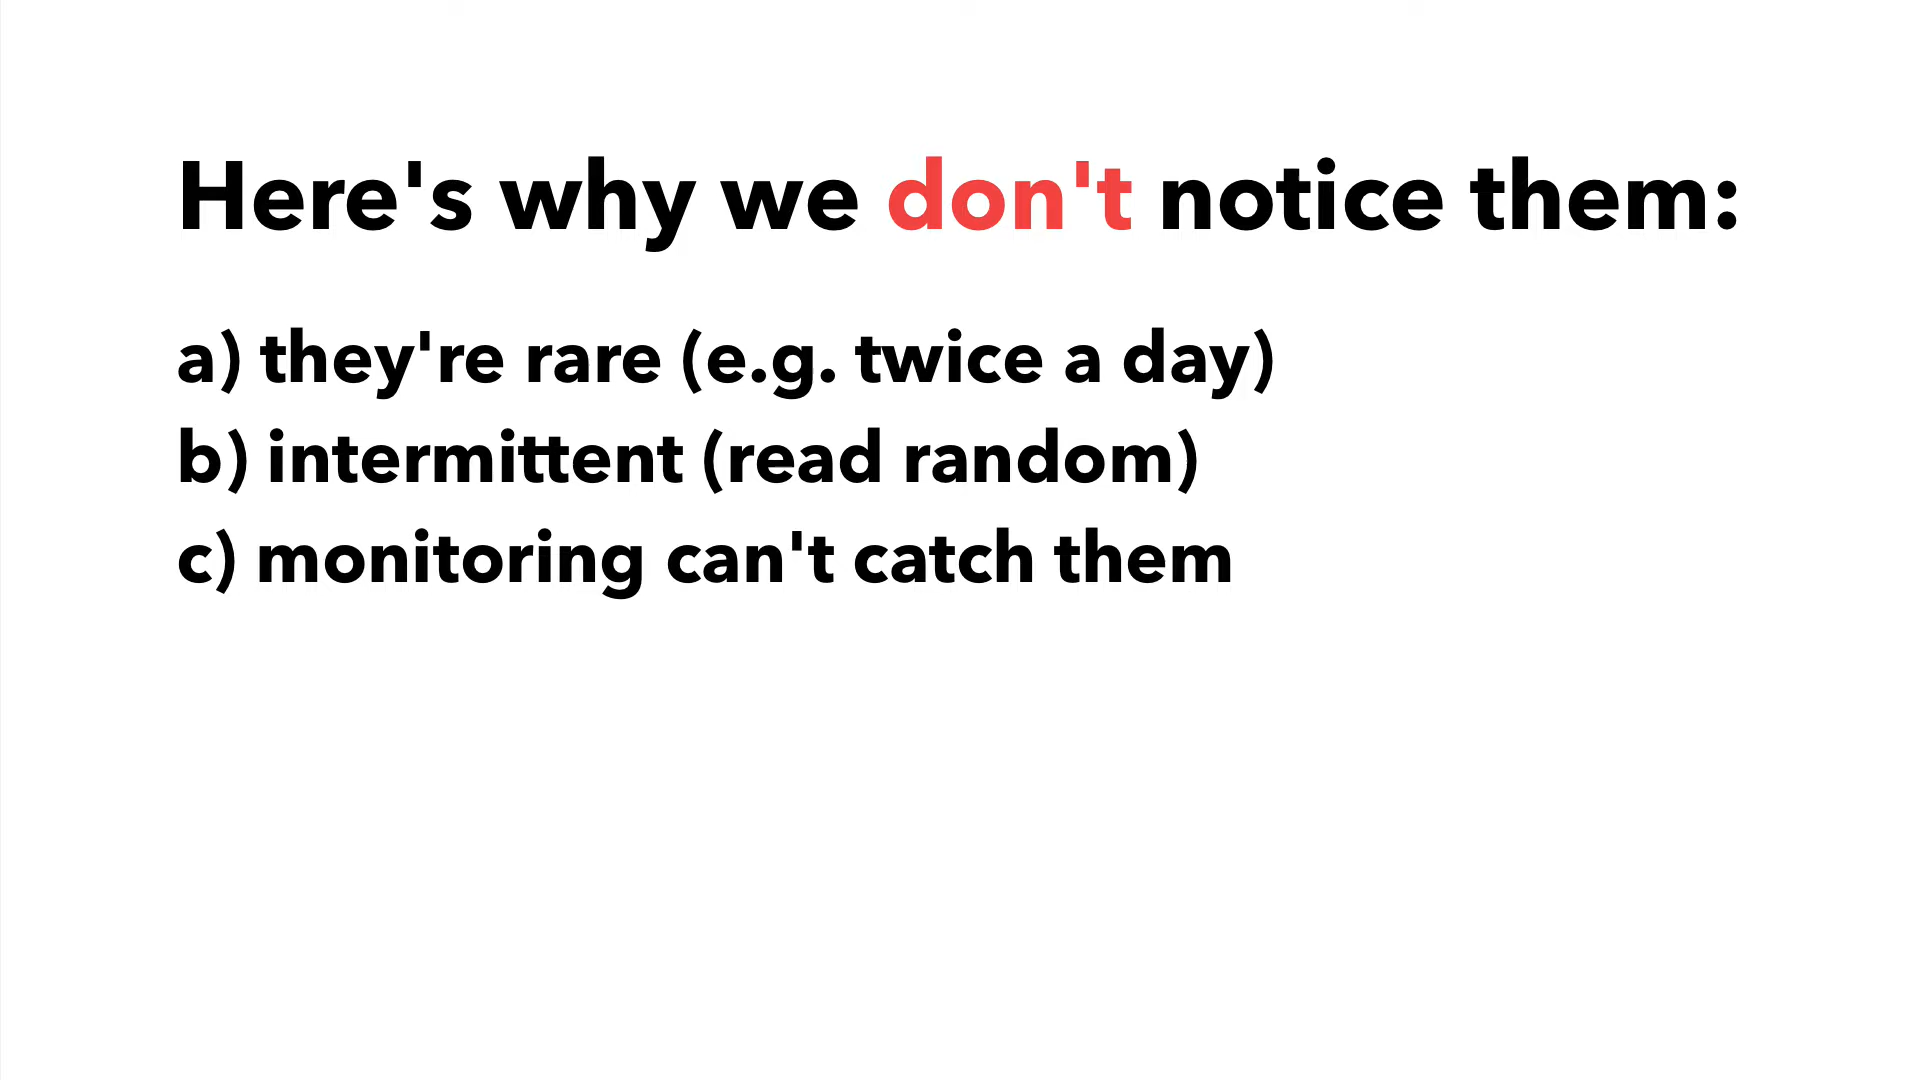 Here's why we don't notice them:
a) they're rare (e.g. twice a day)
b) intermittent (read random)
c) monitoring can't catch them